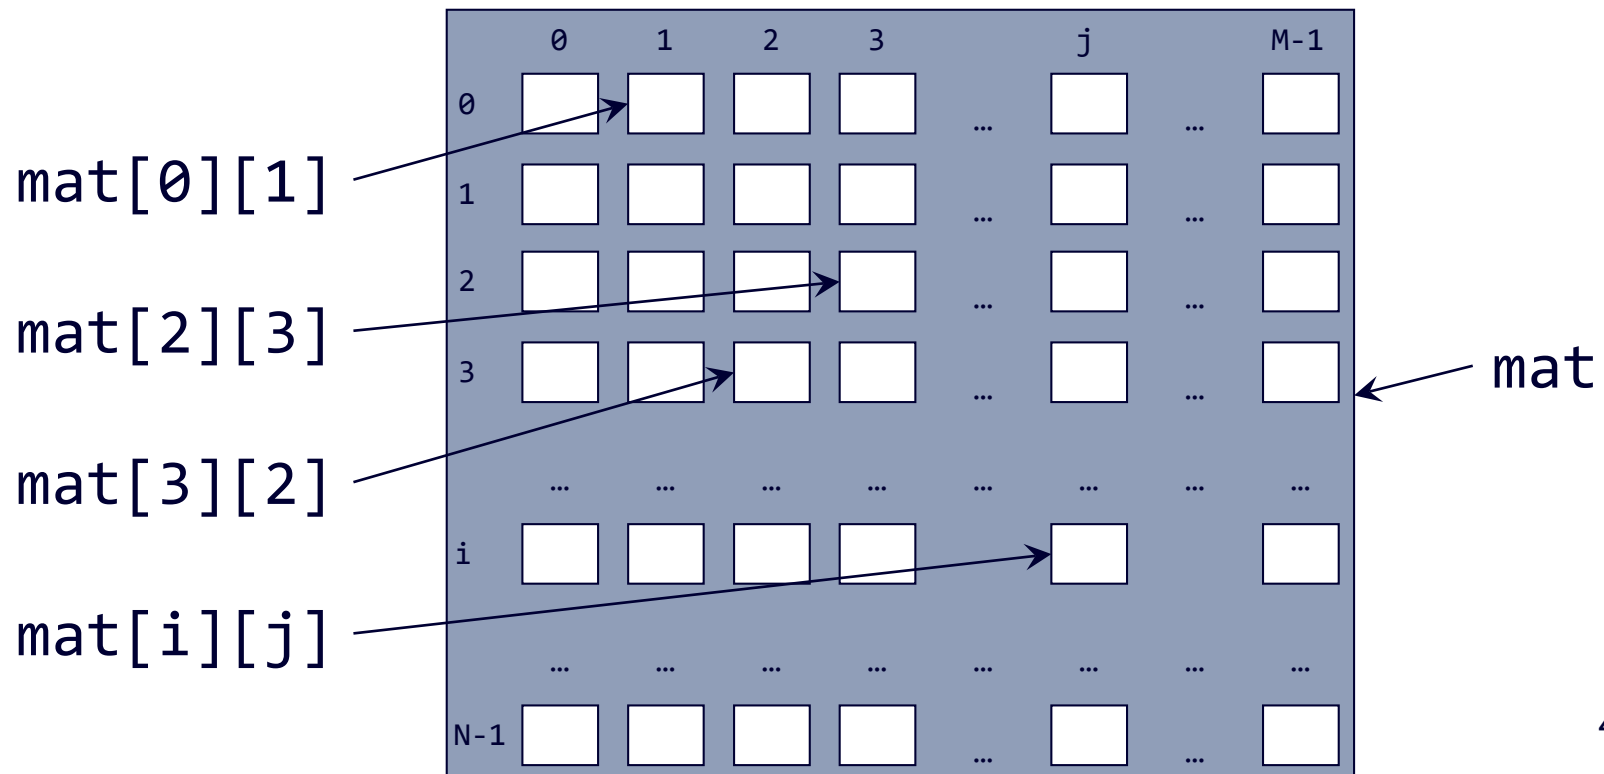 0 1 2 3 j M-1
0 … …
mat[0][1]
1 … …
2 … …
mat[2][3]
3 … …
mat
mat[3][2]
… … … … … … … …
i
mat[i][j]
… … … … … … … …
N-1 … …